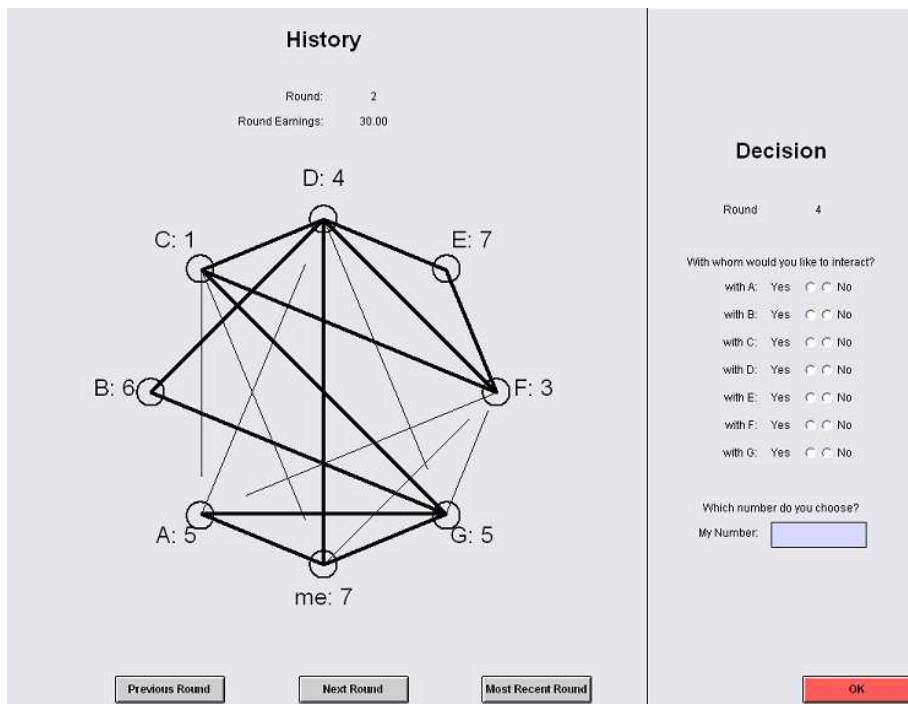 History
Round: 2
Round Earnings: 30.00
D: 4
C: 1
E: 7
B: 6
F: 3
A: 5
G: 5
me: 7
Previous Round
Next Round
Most Recent Round
Decision
Round 4
With whom would you like to interact?
with A: Yes No
with B: Yes No
with C: Yes No
with D: Yes No
with E: Yes No
with F: Yes No
with G: Yes No
Which number do you choose?
My Number:
OK